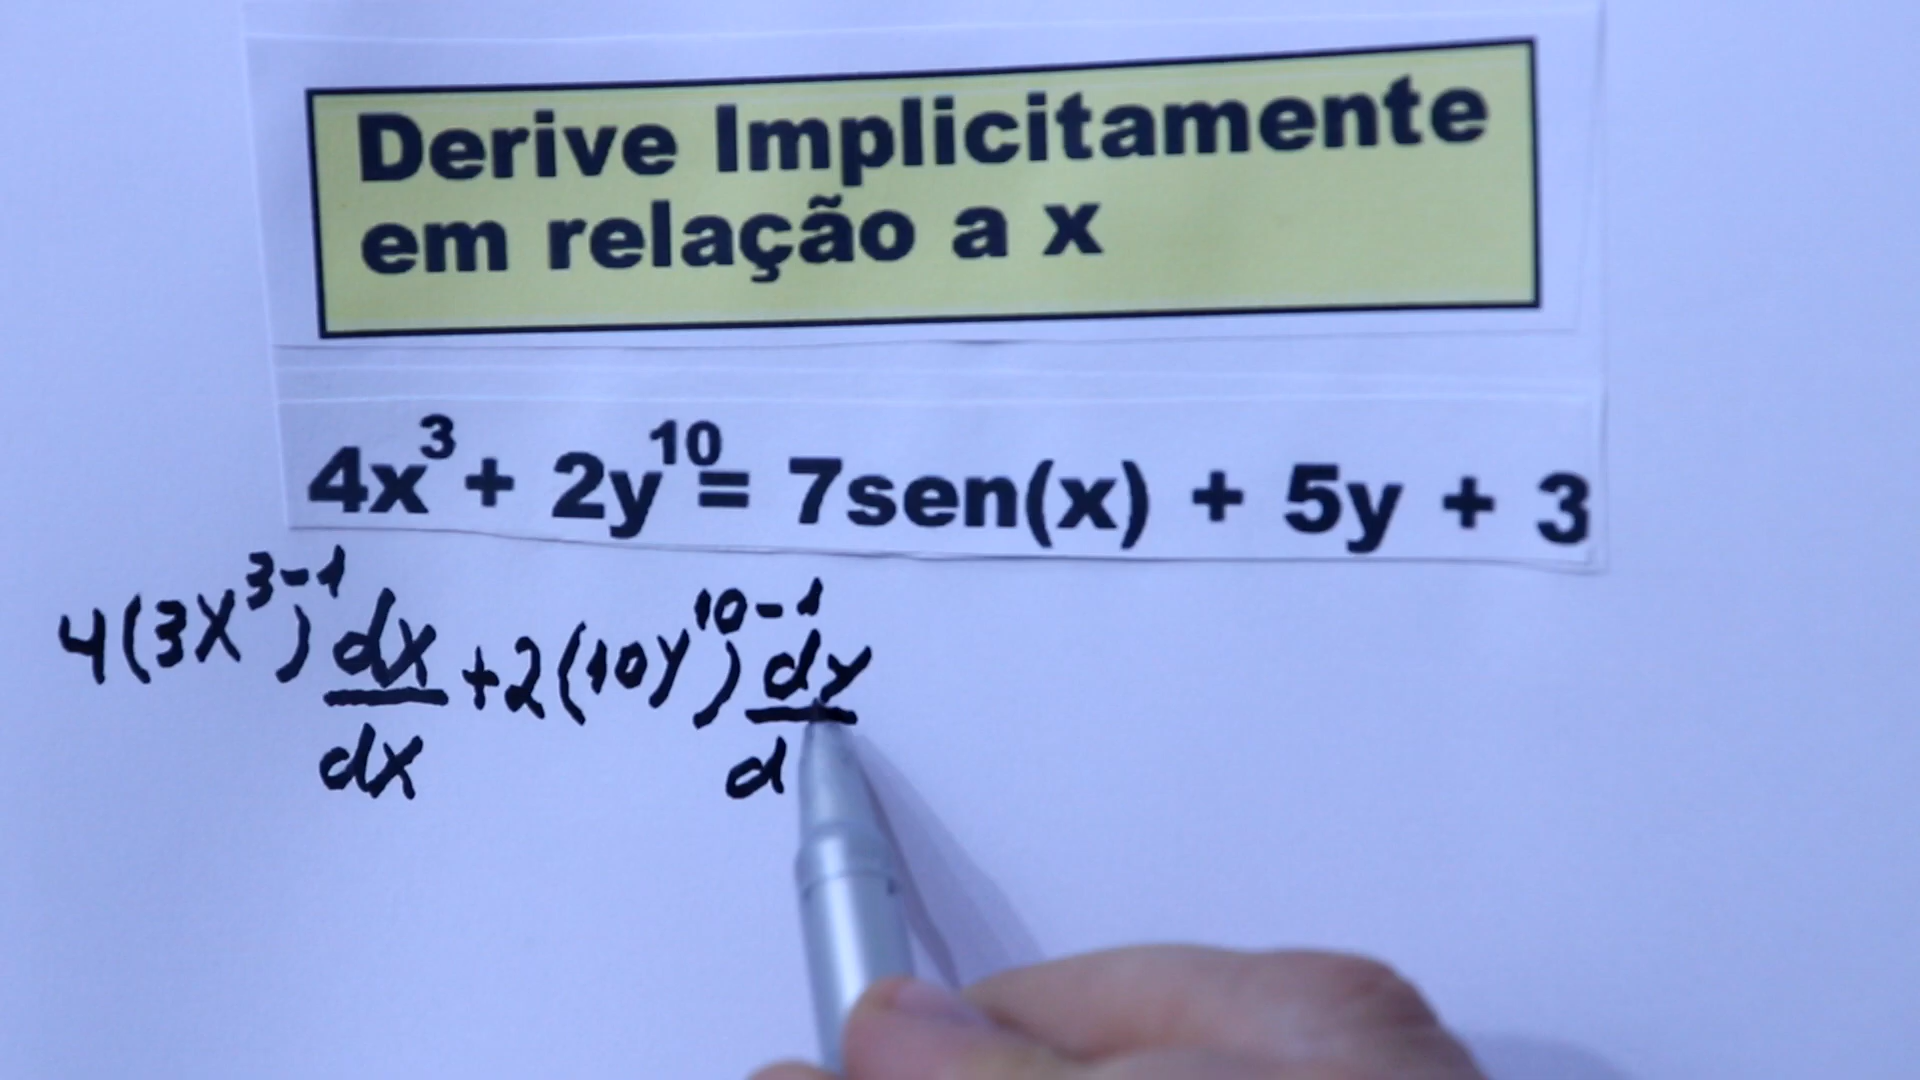 Derive Implicitamente
em relação a x
4x³ + 2y¹⁰ = 7sen(x) + 5y + 3
4(3x³⁻¹) dx/dx + 2(10y¹⁰⁻¹) dy/d